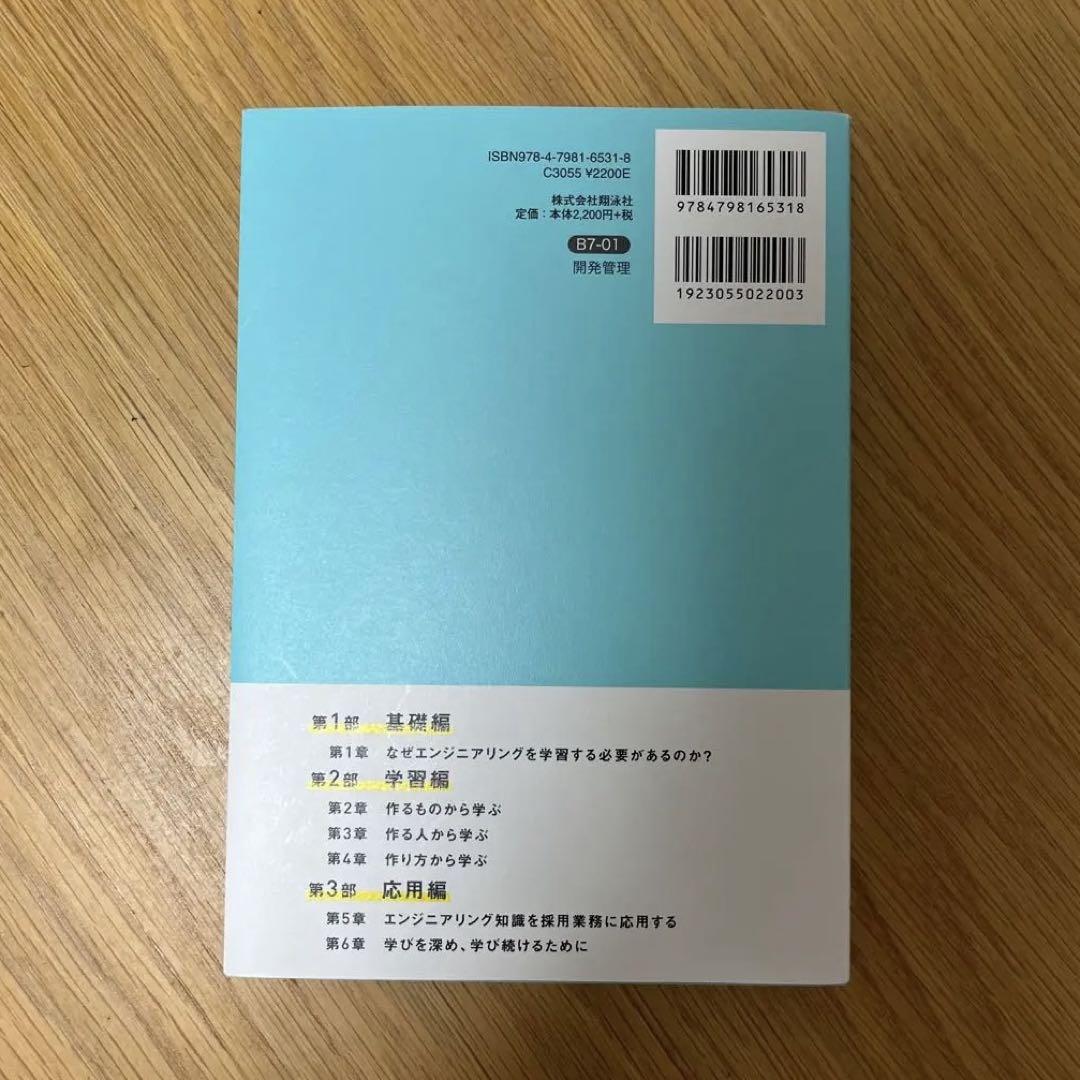 ISBN978-4-7981-6531-8
C3055 ¥2200E
株式会社翔泳社
定価：本体2,200円+税
B7-01
開発管理
9784798165318
1923055022003
第1部 基礎編
第1章 なぜエンジニアリングを学習する必要があるのか？
第2部 学習編
第2章 作るものから学ぶ
第3章 作る人から学ぶ
第4章 作り方から学ぶ
第3部 応用編
第5章 エンジニアリング知識を採用業務に応用する
第6章 学びを深め、学び続けるために